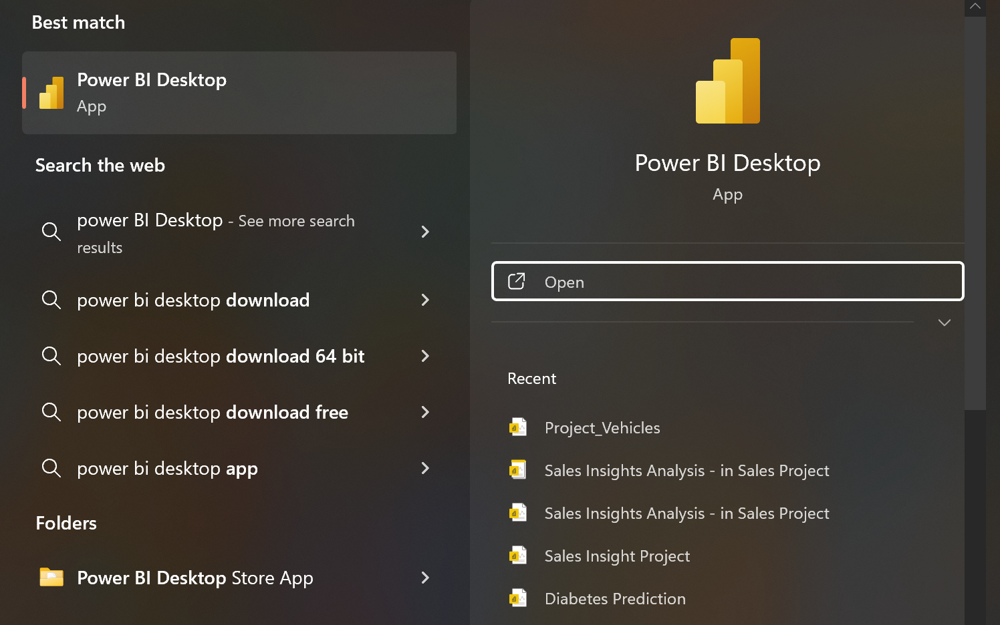 Best match
Power BI Desktop
App
Search the web
power BI Desktop - See more search
results
power bi desktop download
power bi desktop download 64 bit
power bi desktop download free
power bi desktop app
Folders
Power BI Desktop Store App
Power BI Desktop
App
Open
Recent
Project_Vehicles
Sales Insights Analysis - in Sales Project
Sales Insights Analysis - in Sales Project
Sales Insight Project
Diabetes Prediction